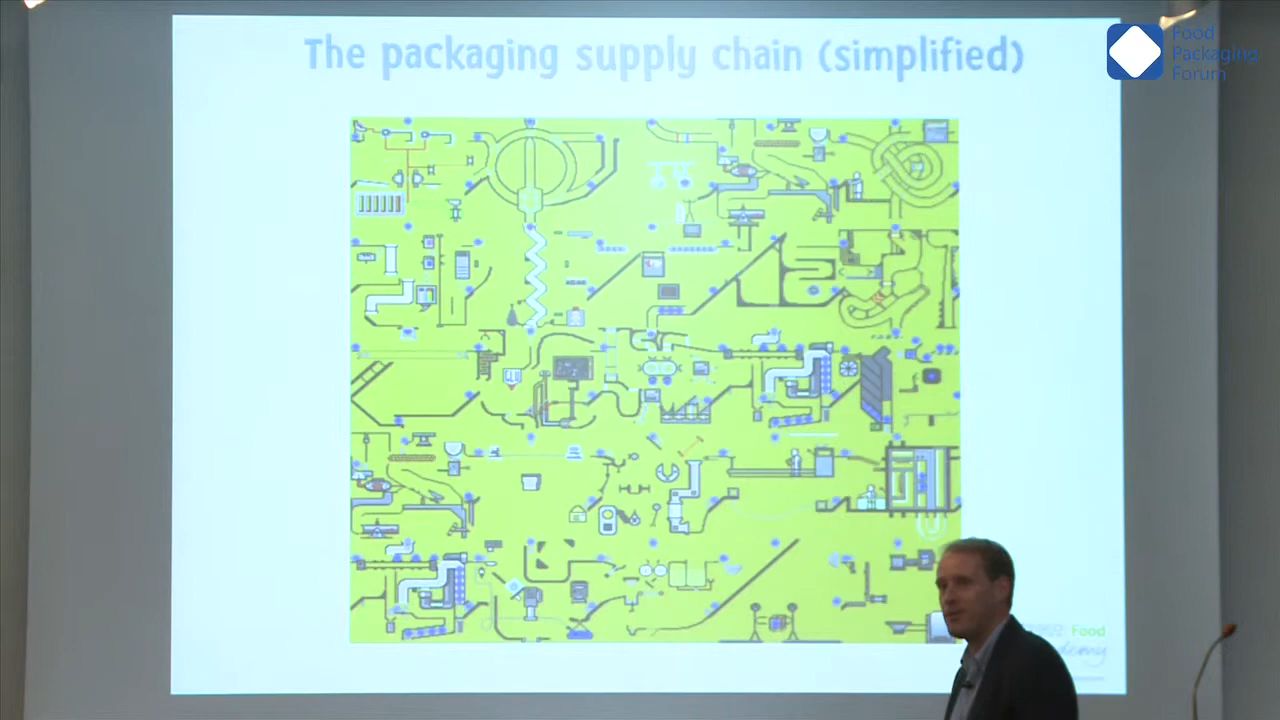 The packaging supply chain (simplified)
Food
Packaging
Forum
Food